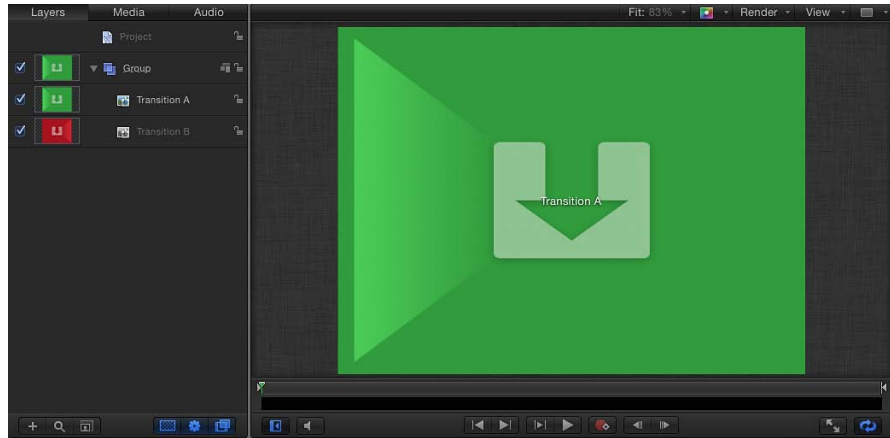 Layers Media Audio Fit: 83% Render View
Project
Group
Transition A
Transition B
Transition A